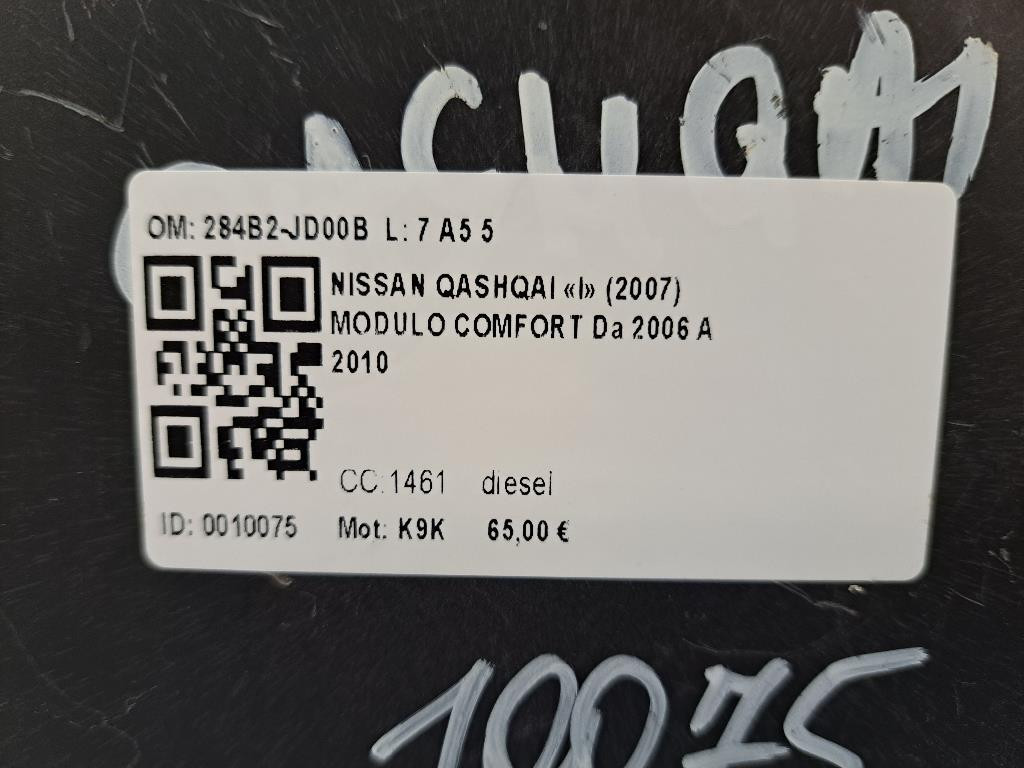 QASHQAI
OM: 284B2-JD00B L: 7 A5 5
NISSAN QASHQAI «I» (2007)
MODULO COMFORT Da 2006 A
2010
CC:1461 diesel
ID: 0010075 Mot: K9K 65,00 €
10075